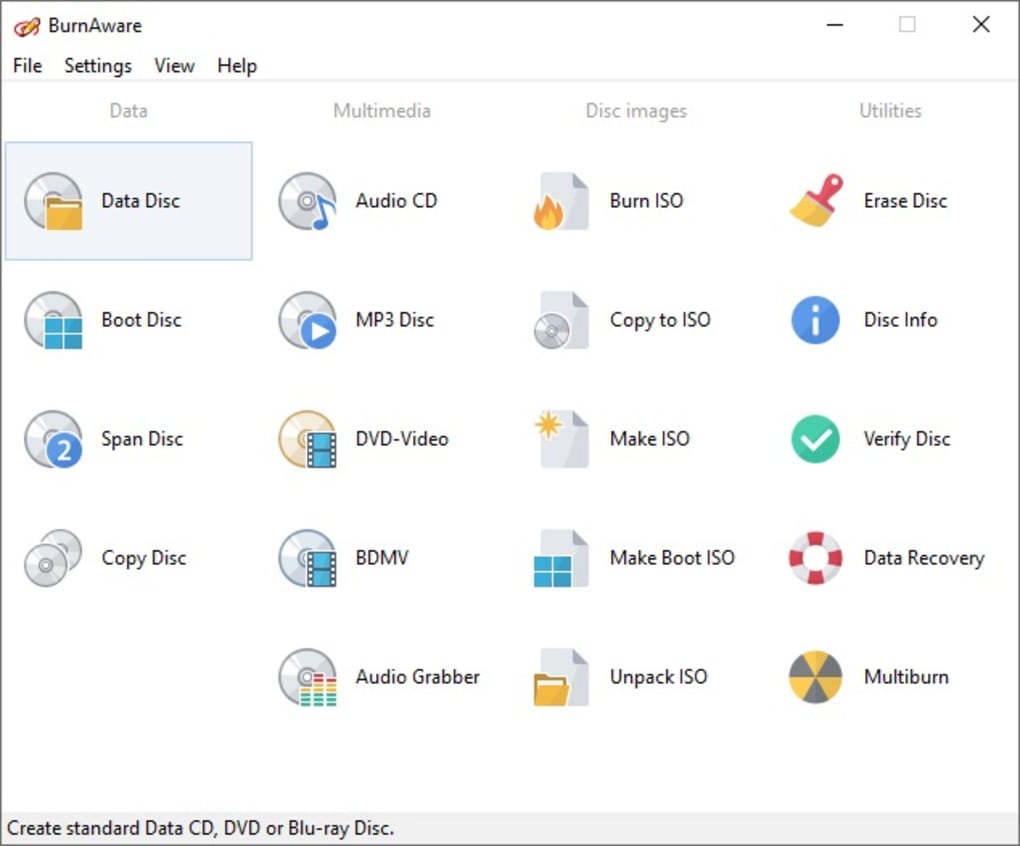 BurnAware
File Settings View Help
Data Multimedia Disc images Utilities
Data Disc Audio CD Burn ISO Erase Disc
Boot Disc MP3 Disc Copy to ISO Disc Info
2
Span Disc DVD-Video Make ISO Verify Disc
Copy Disc BDMV Make Boot ISO Data Recovery
Audio Grabber Unpack ISO Multiburn
Create standard Data CD, DVD or Blu-ray Disc.